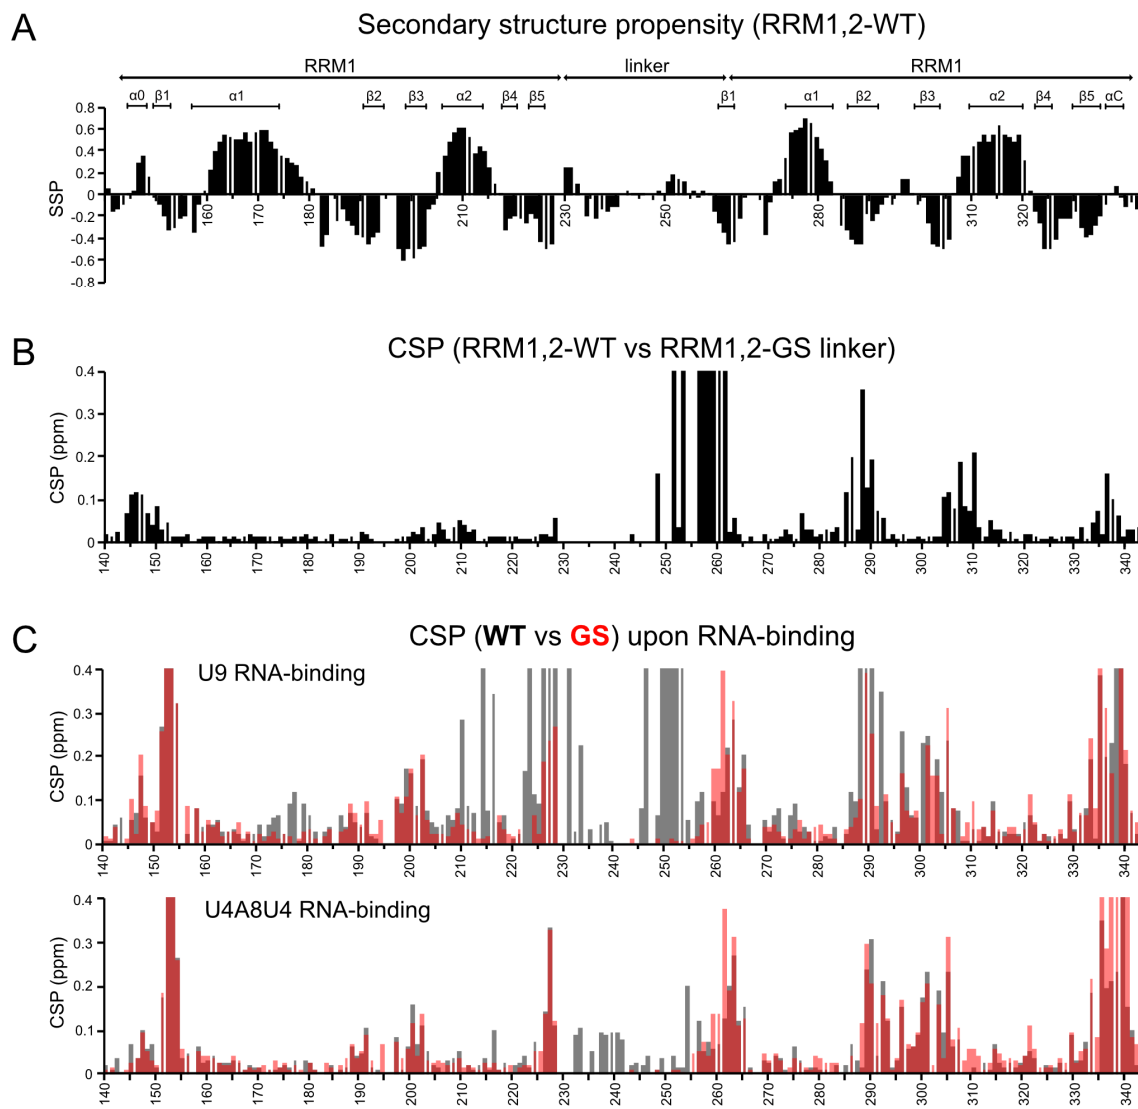 A
Secondary structure propensity (RRM1,2-WT)
RRM1 linker RRM1
α0 β1 α1 β2 β3 α2 β4 β5 β1 α1 β2 β3 α2 β4 β5 αC
SSP
0.8
0.6
0.4
0.2
0
-0.2
-0.4
-0.6
-0.8
160 170 180 210 230 250 280 310 320
B
CSP (RRM1,2-WT vs RRM1,2-GS linker)
CSP (ppm)
0.4
0.3
0.2
0.1
0
140 150 160 170 180 190 200 210 220 230 240 250 260 270 280 290 300 310 320 330 340
C
CSP (WT vs GS) upon RNA-binding
U9 RNA-binding
CSP (ppm)
0.4
0.3
0.2
0.1
0
140 150 160 170 180 190 200 210 220 230 240 250 260 270 280 290 300 310 320 330 340
U4A8U4 RNA-binding
CSP (ppm)
0.4
0.3
0.2
0.1
0
140 150 160 170 180 190 200 210 220 230 240 250 260 270 280 290 300 310 320 330 340